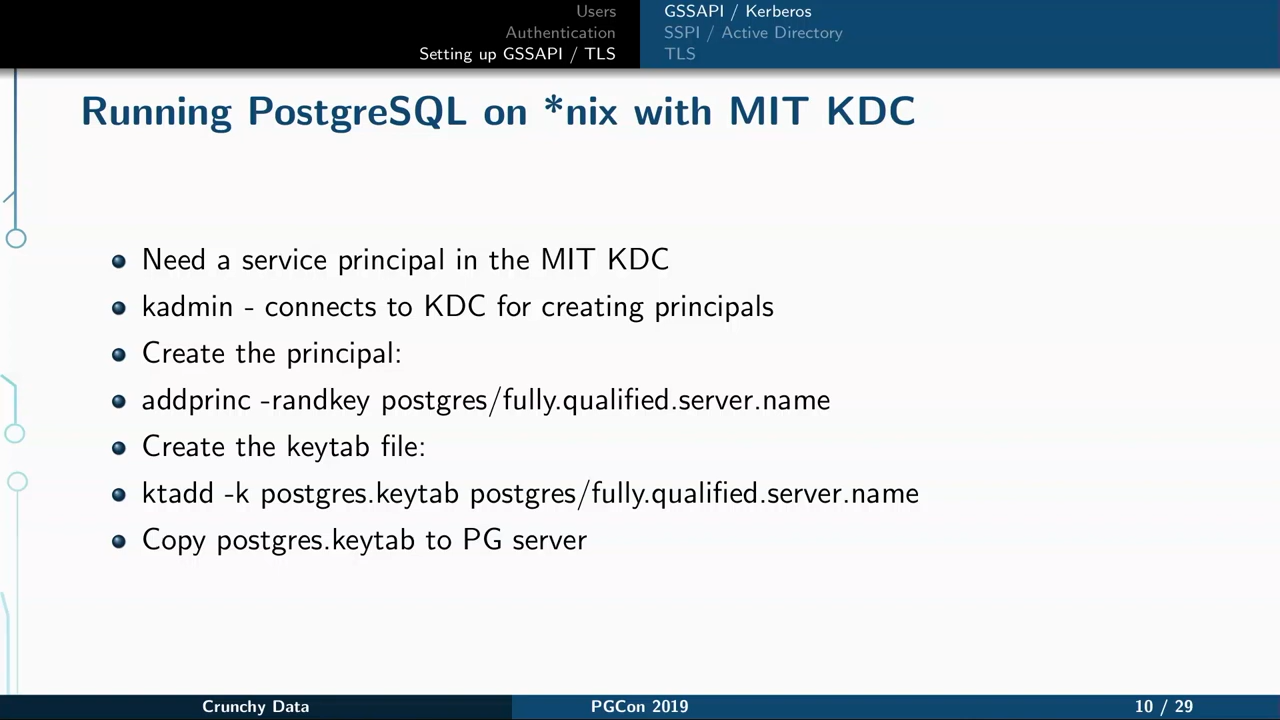 Users
Authentication
Setting up GSSAPI / TLS
GSSAPI / Kerberos
SSPI / Active Directory
TLS
Running PostgreSQL on *nix with MIT KDC
Need a service principal in the MIT KDC
kadmin - connects to KDC for creating principals
Create the principal:
addprinc -randkey postgres/fully.qualified.server.name
Create the keytab file:
ktadd -k postgres.keytab postgres/fully.qualified.server.name
Copy postgres.keytab to PG server
Crunchy Data
PGCon 2019
10 / 29